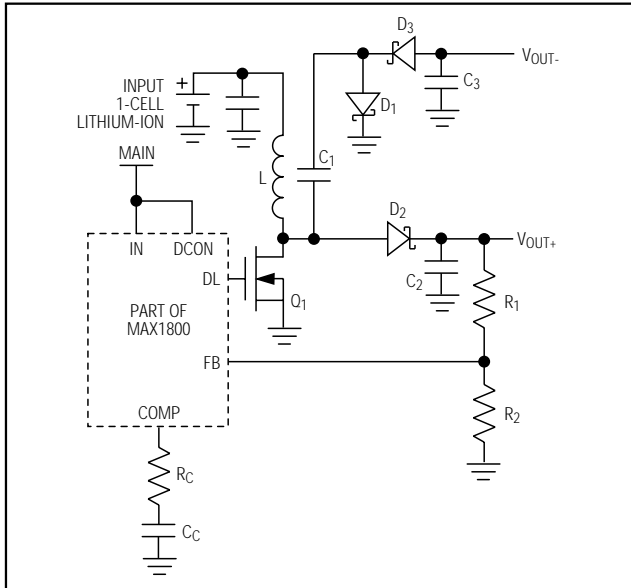 D3
VOUT-
INPUT
1-CELL
LITHIUM-ION
+
C3
D1
MAIN
C1
L
D2
VOUT+
IN
DCON
DL
C2
R1
Q1
PART OF
MAX1800
FB
COMP
R2
RC
CC